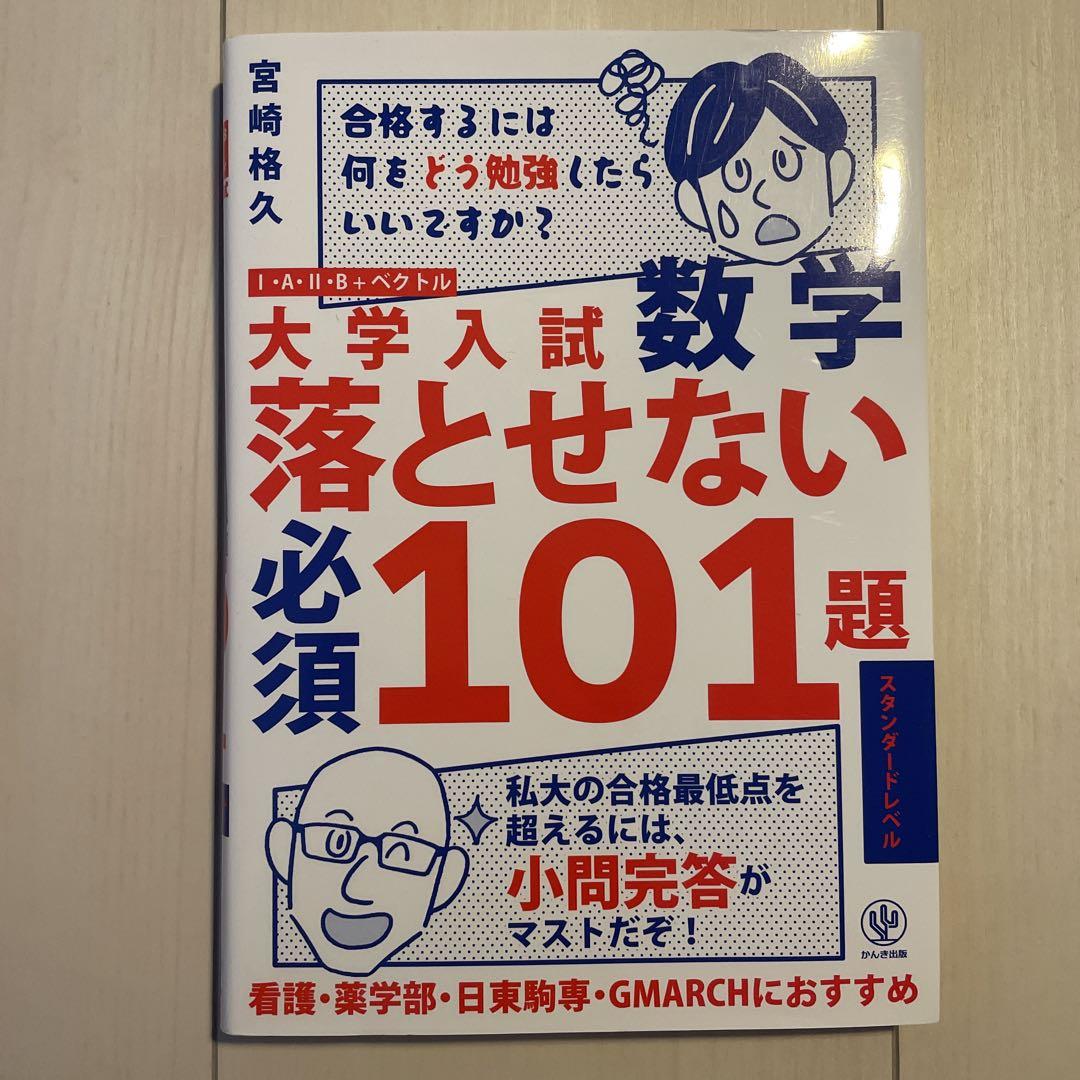 宮崎格久
合格するには
何をどう勉強したら
いいですか?
I・A・II・B+ベクトル
大学入試 数学
落とせない
必須101題
スタンダードレベル
私大の合格最低点を
超えるには、
小問完答が
マストだぞ!
かんき出版
看護・薬学部・日東駒専・GMARCHにおすすめ